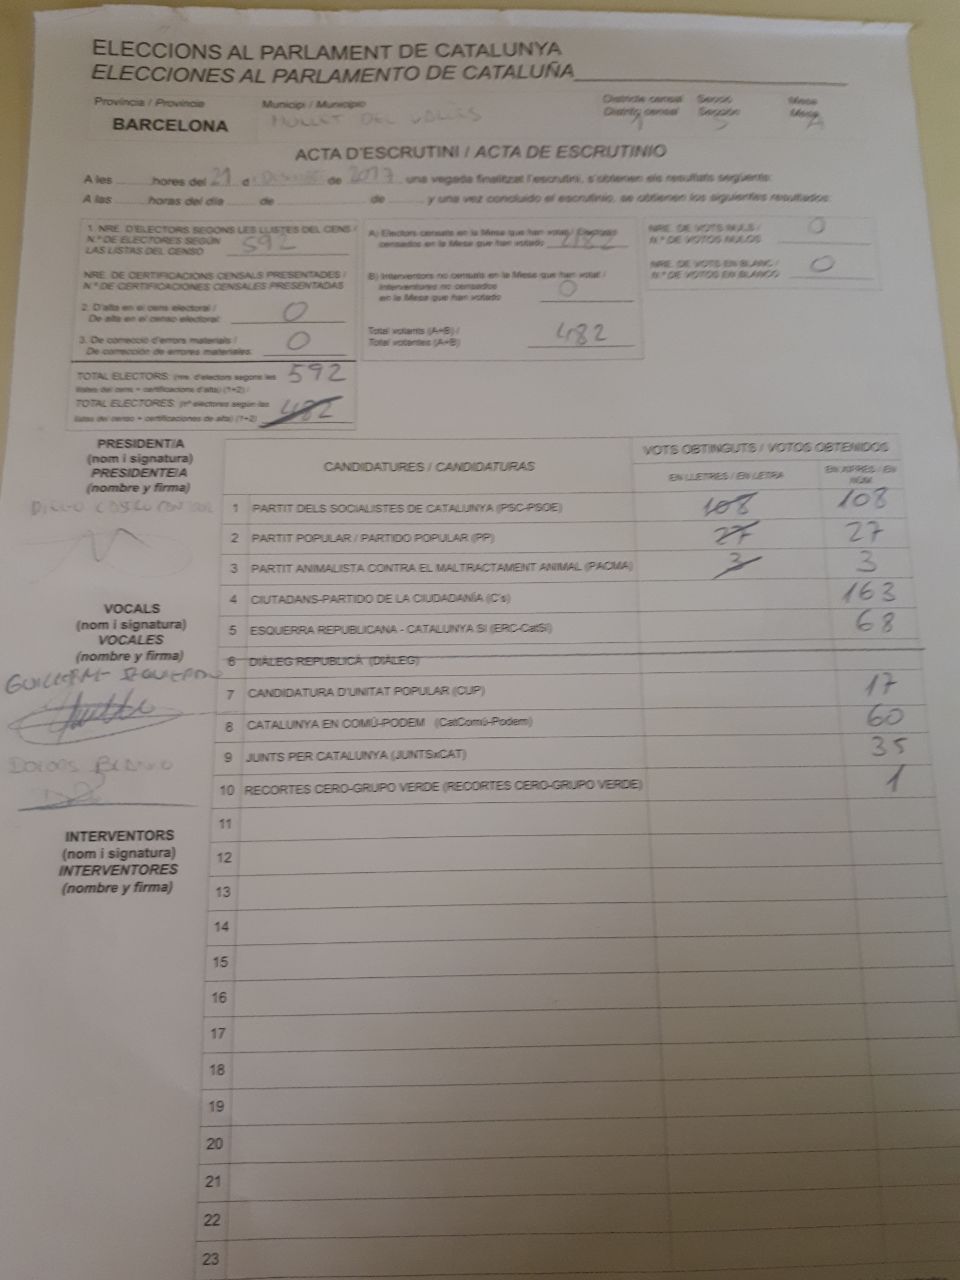 ELECCIONS AL PARLAMENT DE CATALUNYA
ELECCIONES AL PARLAMENTO DE CATALUÑA
Província / Provincia
Municipi / Municipio
Districte censal
Distrito censal
1
Secció
Sección
Mesa
Mesa
A
BARCELONA
MOLLET DEL VALLÈS
ACTA D'ESCRUTINI / ACTA DE ESCRUTINIO
A les ........ hores del 21 d ........ de 2017 una vegada finalitzat l'escrutini, s'obtenen els resultats següents:
A las ........ horas del día ........ de ........ de ........ y una vez concluido el escrutinio, se obtienen los siguientes resultados:
1. NRE. D'ELECTORS SEGONS LES LLISTES DEL CENS /
N.º DE ELECTORES SEGÚN
LAS LISTAS DEL CENSO
592
NRE. DE CERTIFICACIONS CENSALS PRESENTADES /
N.º DE CERTIFICACIONES CENSALES PRESENTADAS
2. D'alta en el cens electoral /
De alta en el censo electoral:
0
3. De correcció d'errors materials /
De corrección de errores materiales:
0
TOTAL ELECTORS: (nre. d'electors segons les
llistes del cens + certificacions d'alta) (1+2) /
592
TOTAL ELECTORES: (nº electores según las
listas del censo + certificaciones de alta) (1+2)
482
A) Electors censats en la Mesa que han votat / Electores
censados en la Mesa que han votado
482
B) Interventors no censats en la Mesa que han votat /
Interventores no censados
en la Mesa que han votado
0
Total votants (A+B) /
Total votantes (A+B)
482
NRE. DE VOTS NULS /
N.º DE VOTOS NULOS
0
NRE. DE VOTS EN BLANC /
N.º DE VOTOS EN BLANCO
0
PRESIDENT/A
(nom i signatura)
PRESIDENTE/A
(nombre y firma)
VOCALS
(nom i signatura)
VOCALES
(nombre y firma)
GUILLEM
DOLORS BLANCO
INTERVENTORS
(nom i signatura)
INTERVENTORES
(nombre y firma)
CANDIDATURES / CANDIDATURAS
VOTS OBTINGUTS / VOTOS OBTENIDOS
EN LLETRES / EN LETRA
EN XIFRES / EN NÚM.
1 PARTIT DELS SOCIALISTES DE CATALUNYA (PSC-PSOE) 108 108
2 PARTIT POPULAR / PARTIDO POPULAR (PP) 27 27
3 PARTIT ANIMALISTA CONTRA EL MALTRACTAMENT ANIMAL (PACMA) 3 3
4 CIUTADANS-PARTIDO DE LA CIUDADANÍA (C's) 163
5 ESQUERRA REPUBLICANA - CATALUNYA SÍ (ERC-CatSí) 68
6 DIÀLEG REPUBLICÀ (DIÀLEG)
7 CANDIDATURA D'UNITAT POPULAR (CUP) 17
8 CATALUNYA EN COMÚ-PODEM (CatComú-Podem) 60
9 JUNTS PER CATALUNYA (JUNTSxCAT) 35
10 RECORTES CERO-GRUPO VERDE (RECORTES CERO-GRUPO VERDE) 1
11
12
13
14
15
16
17
18
19
20
21
22
23